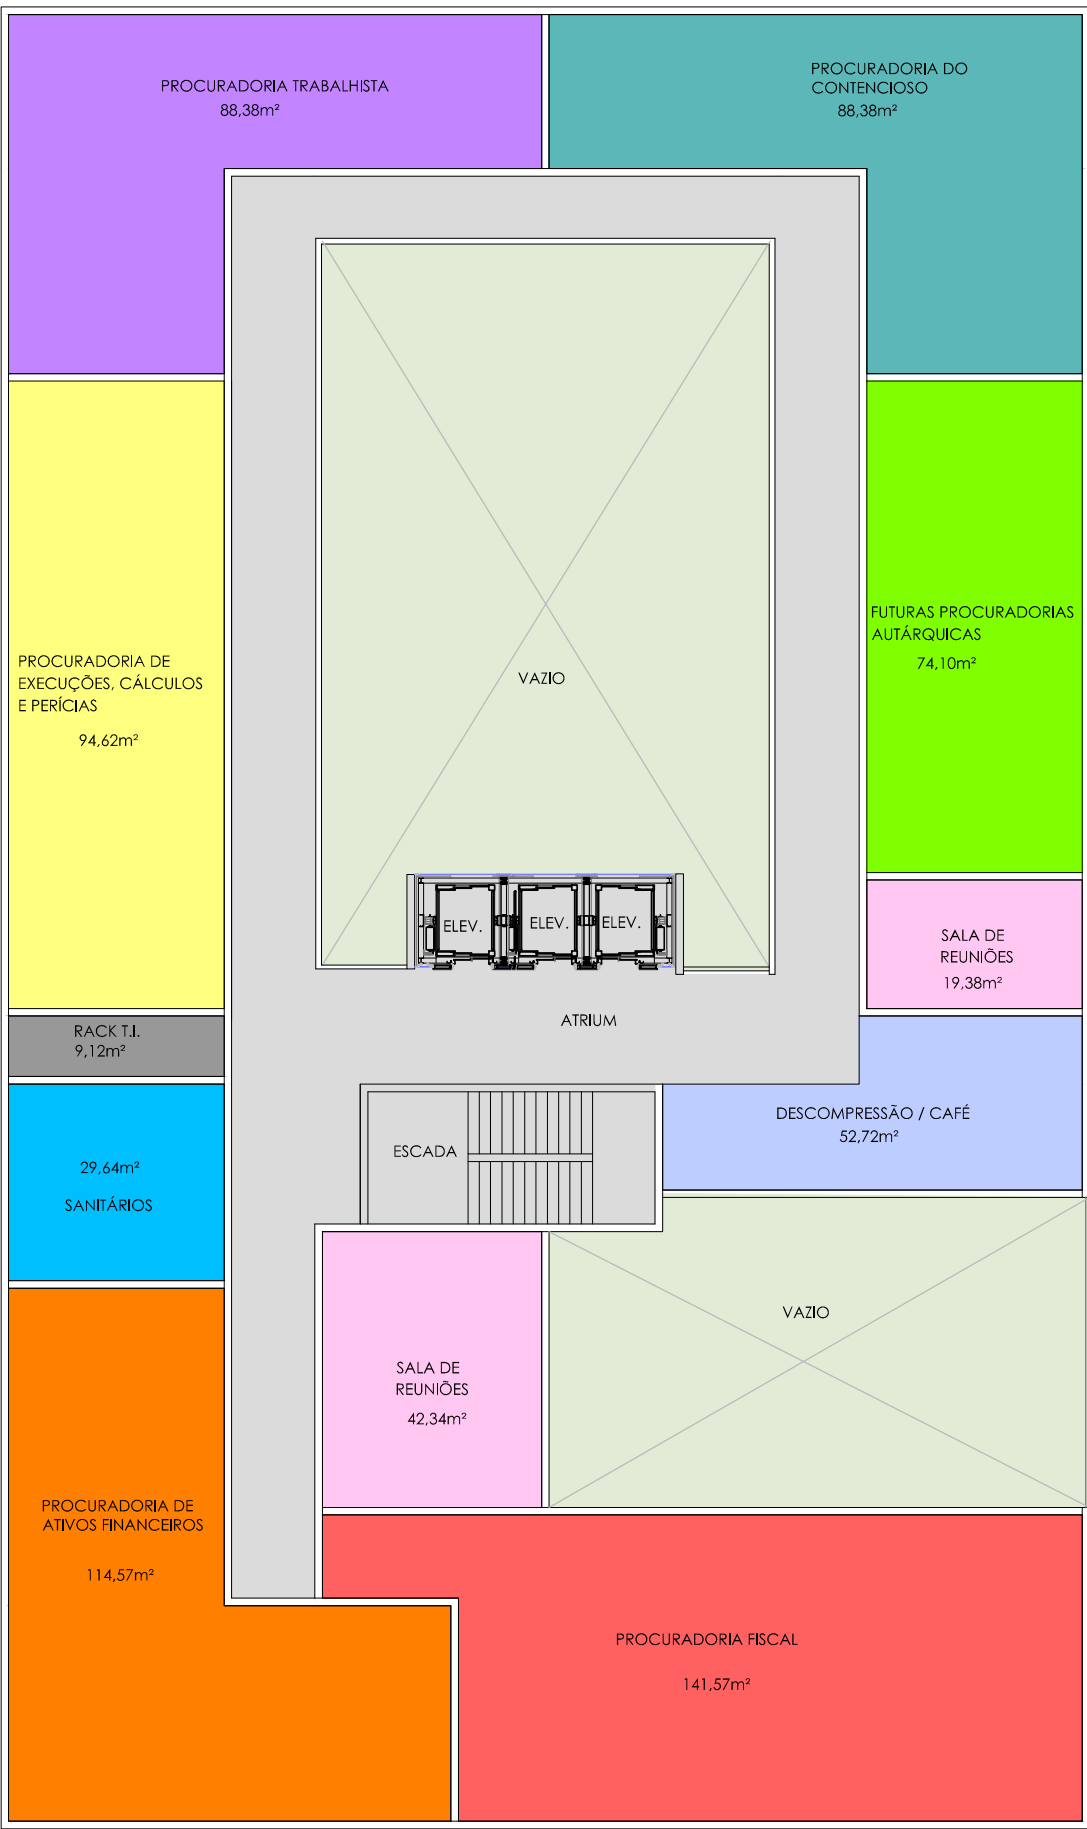 PROCURADORIA TRABALHISTA
88,38m²
PROCURADORIA DO
CONTENCIOSO
88,38m²
FUTURAS PROCURADORIAS
AUTÁRQUICAS
74,10m²
PROCURADORIA DE
EXECUÇÕES, CÁLCULOS
E PERÍCIAS
94,62m²
VAZIO
ELEV.
ELEV.
ELEV.
SALA DE
REUNIÕES
19,38m²
ATRIUM
RACK T.I.
9,12m²
DESCOMPRESSÃO / CAFÉ
52,72m²
ESCADA
29,64m²
SANITÁRIOS
VAZIO
SALA DE
REUNIÕES
42,34m²
PROCURADORIA DE
ATIVOS FINANCEIROS
114,57m²
PROCURADORIA FISCAL
141,57m²